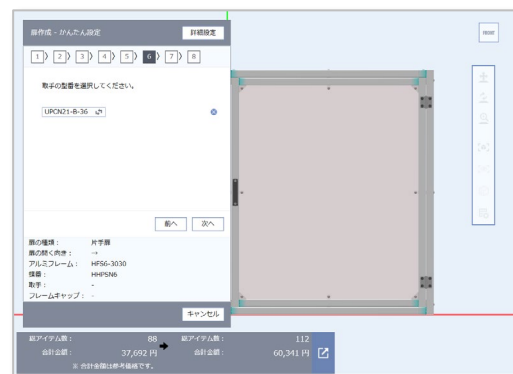 扉作成 - かんたん設定
詳細設定
FRONT
1 2 3 4 5 6 7 8
取手の型番を選択してください。
UPCN21-B-36
前へ 次へ
扉の種類： 片手扉
扉の開く向き： →
アルミフレーム： HFS6-3030
蝶番： HHPSN6
取手： -
フレームキャップ： -
キャンセル
総アイテム数： 88 総アイテム数： 112
合計金額： 37,692 円 合計金額： 60,341 円
※ 合計金額は参考価格です。